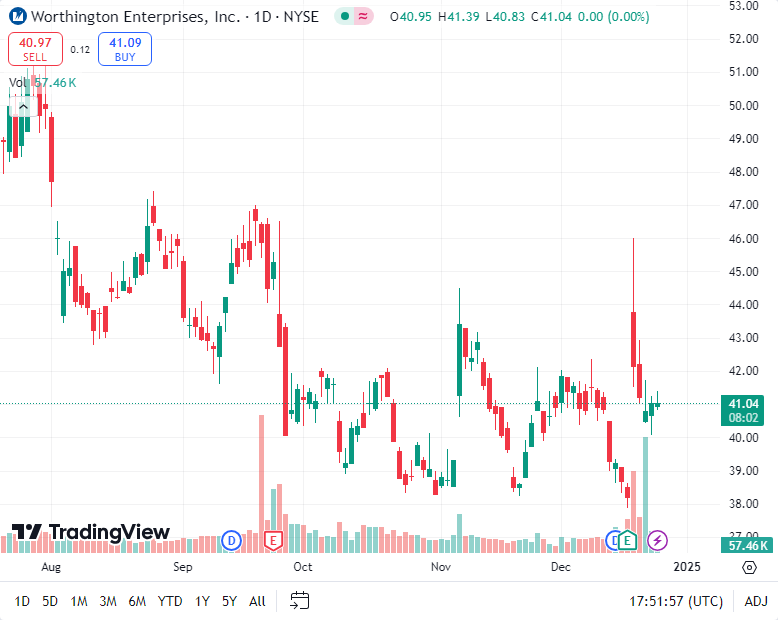 Worthington Enterprises, Inc. · 1D · NYSE O40.95 H41.39 L40.83 C41.04 0.00 (0.00%)
40.97 SELL 0.12 41.09 BUY
Vol 57.46K
53.00
52.00
51.00
50.00
49.00
48.00
47.00
46.00
45.00
44.00
43.00
42.00
41.04
08:02
40.00
39.00
38.00
37.00
57.46K
TradingView
D E D E
Aug Sep Oct Nov Dec 2025
1D 5D 1M 3M 6M YTD 1Y 5Y All 17:51:57 (UTC) ADJ